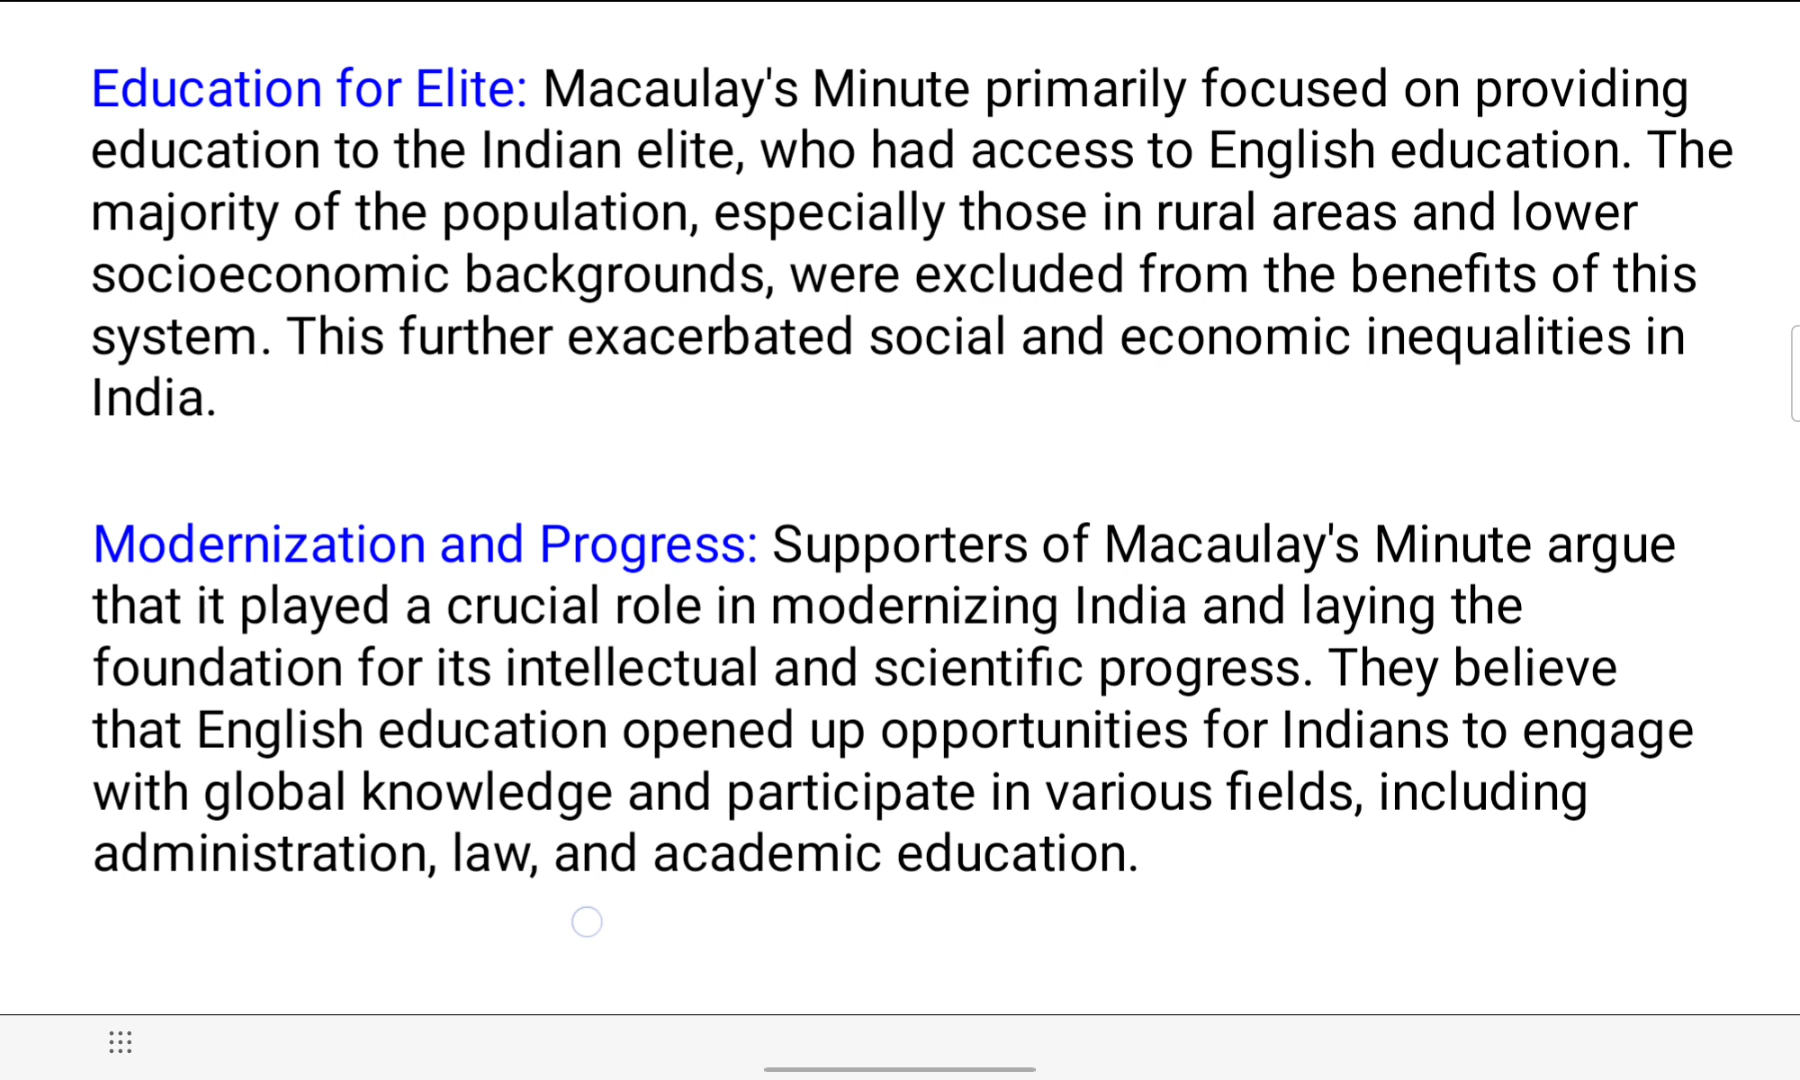 Education for Elite: Macaulay's Minute primarily focused on providing
education to the Indian elite, who had access to English education. The
majority of the population, especially those in rural areas and lower
socioeconomic backgrounds, were excluded from the benefits of this
system. This further exacerbated social and economic inequalities in
India.
Modernization and Progress: Supporters of Macaulay's Minute argue
that it played a crucial role in modernizing India and laying the
foundation for its intellectual and scientific progress. They believe
that English education opened up opportunities for Indians to engage
with global knowledge and participate in various fields, including
administration, law, and academic education.